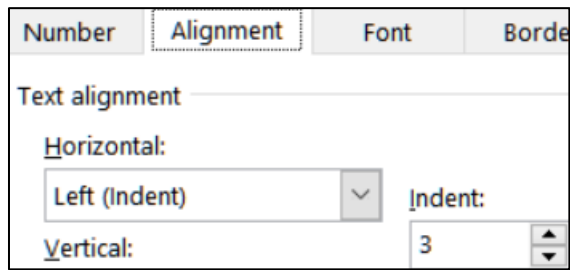 Number Alignment Font Borde
Text alignment
Horizontal:
Left (Indent) Indent:
Vertical: 3